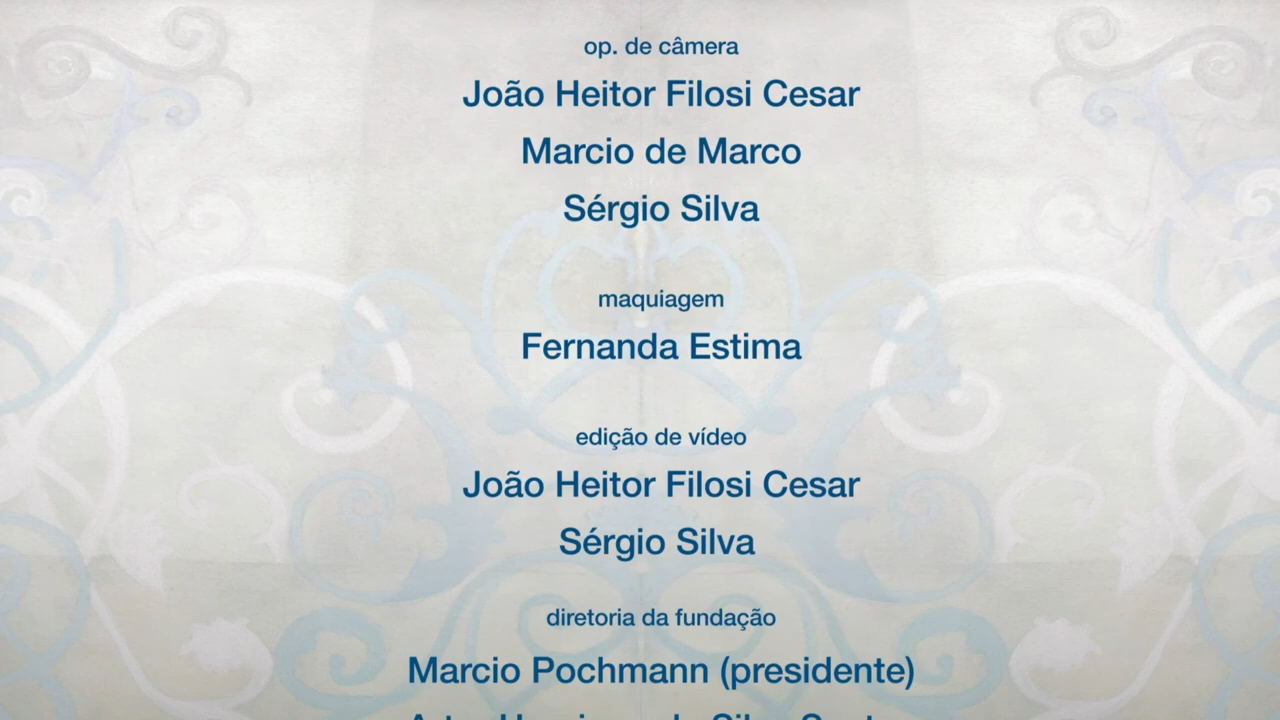 op. de câmera
João Heitor Filosi Cesar
Marcio de Marco
Sérgio Silva
maquiagem
Fernanda Estima
edição de vídeo
João Heitor Filosi Cesar
Sérgio Silva
diretoria da fundação
Marcio Pochmann (presidente)